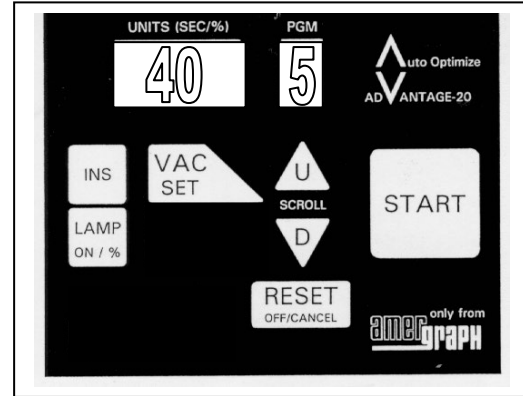 UNITS (SEC/%) PGM
40 5
Auto Optimize
ADVANTAGE-20
INS
VAC
SET
U
SCROLL
D
START
LAMP
ON / %
RESET
OFF/CANCEL
only from
amergraph